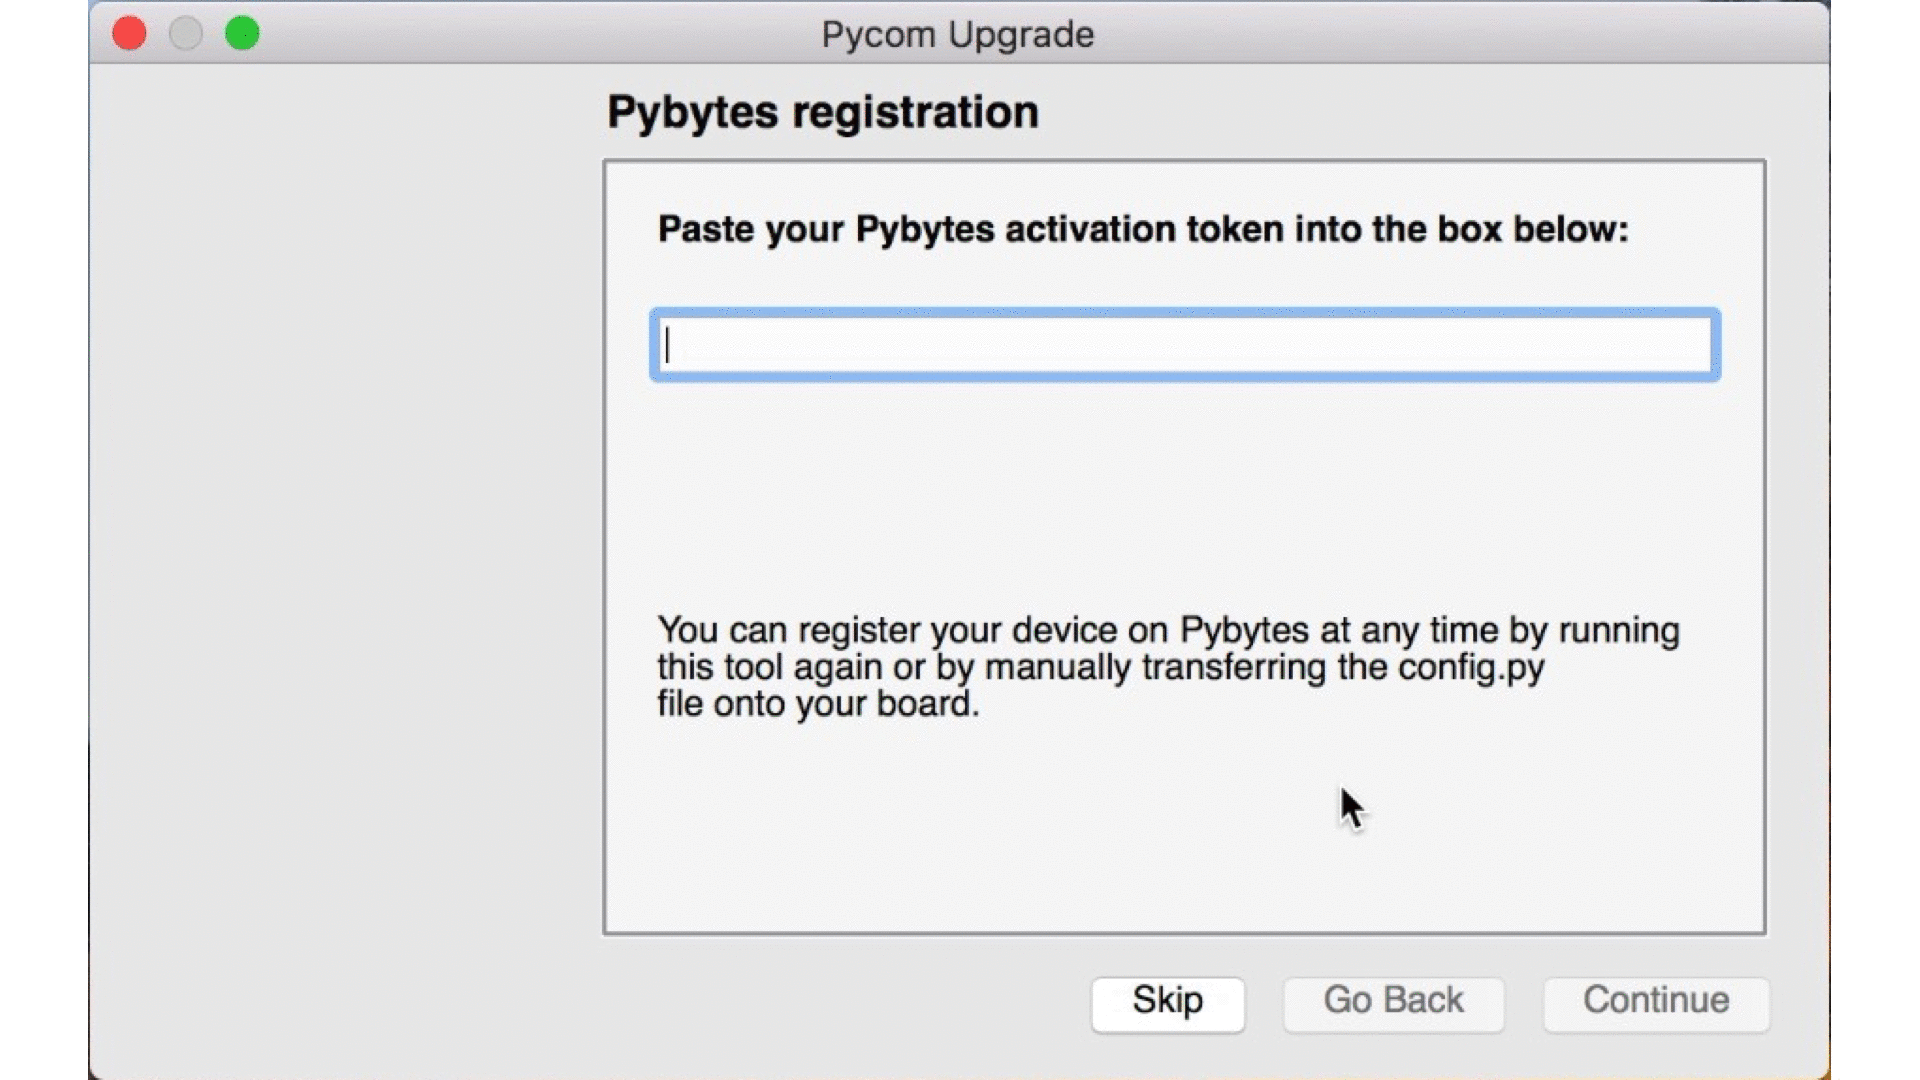 Pycom Upgrade
Pybytes registration
Paste your Pybytes activation token into the box below:
You can register your device on Pybytes at any time by running
this tool again or by manually transferring the config.py
file onto your board.
Skip
Go Back
Continue